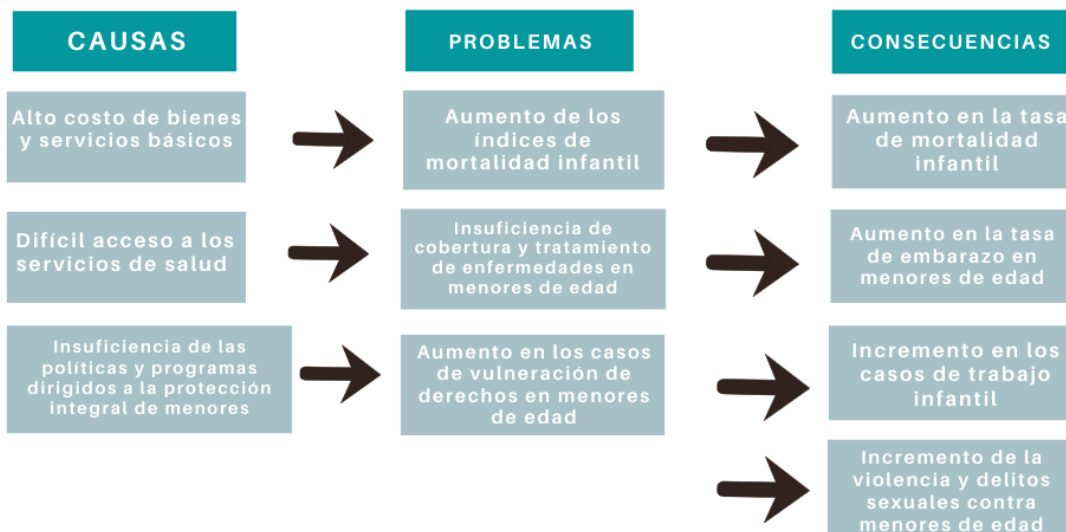 CAUSAS
PROBLEMAS
CONSECUENCIAS
Alto costo de bienes
y servicios básicos
Aumento de los
índices de
mortalidad infantil
Aumento en la tasa
de mortalidad
infantil
Difícil acceso a los
servicios de salud
Insuficiencia de
cobertura y tratamiento
de enfermedades en
menores de edad
Aumento en la tasa
de embarazo en
menores de edad
Insuficiencia de las
políticas y programas
dirigidos a la protección
integral de menores
Aumento en los casos
de vulneración de
derechos en menores
de edad
Incremento en los
casos de trabajo
infantil
Incremento de la
violencia y delitos
sexuales contra
menores de edad